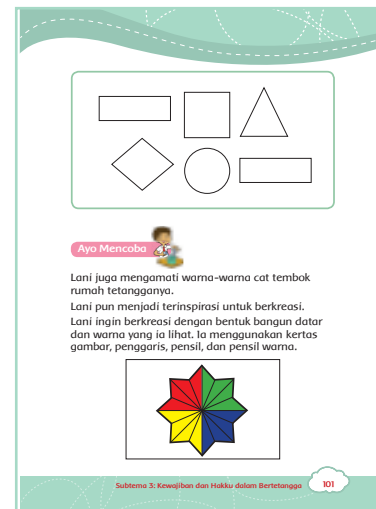 Ayo Mencoba
Lani juga mengamati warna-warna cat tembok
rumah tetangganya.
Lani pun menjadi terinspirasi untuk berkreasi.
Lani ingin berkreasi dengan bentuk bangun datar
dan warna yang ia lihat. Ia menggunakan kertas
gambar, penggaris, pensil, dan pensil warna.
Subtema 3: Kewajiban dan Hakku dalam Bertetangga
101